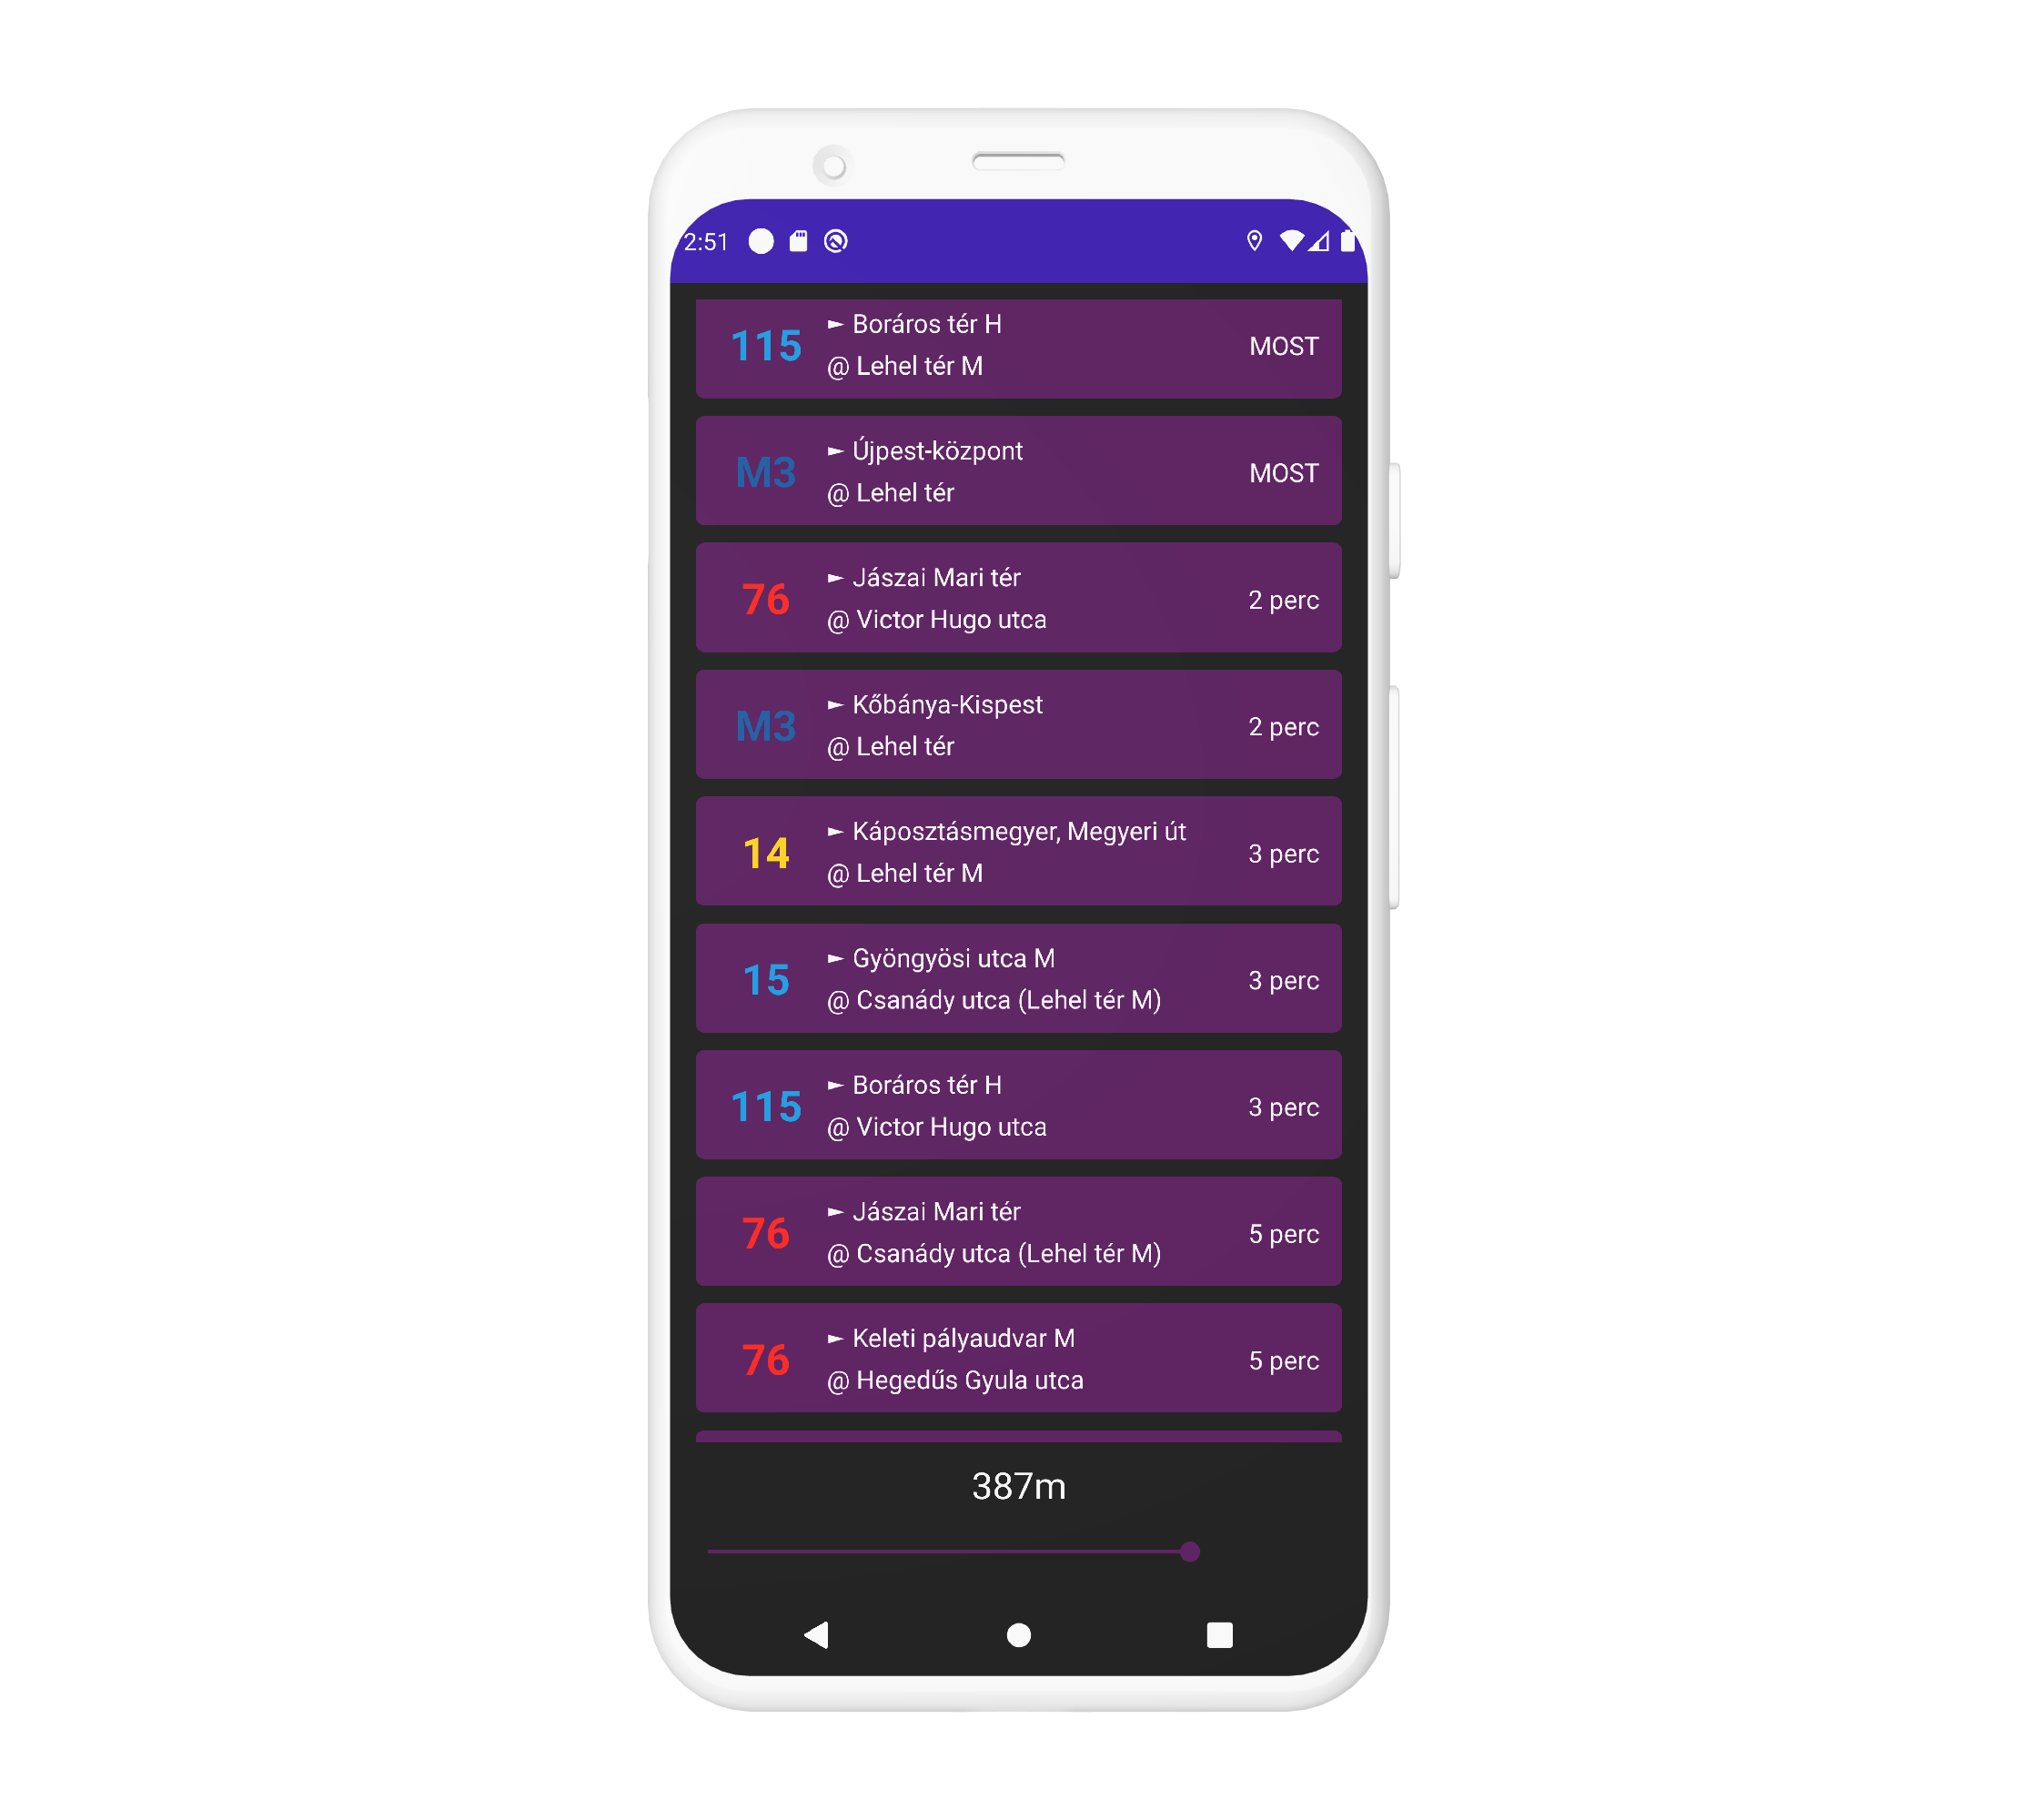 2:51
115
► Boráros tér H
@ Lehel tér M
MOST
M3
► Újpest-központ
@ Lehel tér
MOST
76
► Jászai Mari tér
@ Victor Hugo utca
2 perc
M3
► Kőbánya-Kispest
@ Lehel tér
2 perc
14
► Káposztásmegyer, Megyeri út
@ Lehel tér M
3 perc
15
► Gyöngyösi utca M
@ Csanády utca (Lehel tér M)
3 perc
115
► Boráros tér H
@ Victor Hugo utca
3 perc
76
► Jászai Mari tér
@ Csanády utca (Lehel tér M)
5 perc
76
► Keleti pályaudvar M
@ Hegedűs Gyula utca
5 perc
387m